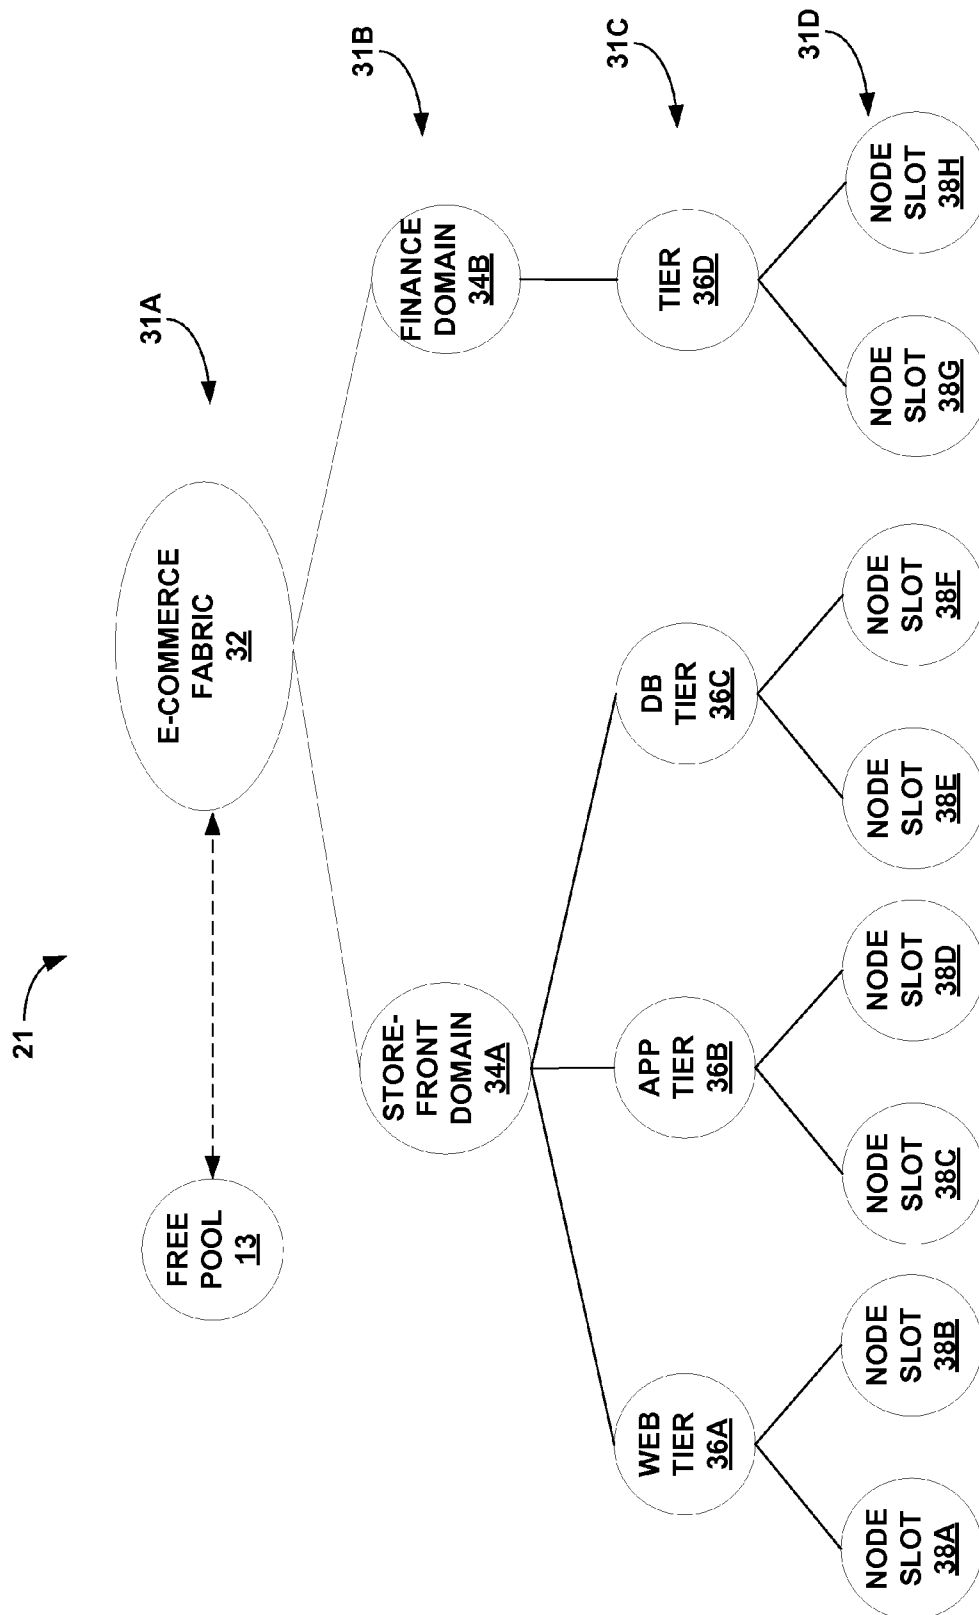 21
FREE
POOL
13
E-COMMERCE
FABRIC
32
31A
STORE-
FRONT
DOMAIN
34A
FINANCE
DOMAIN
34B
31B
WEB
TIER
36A
APP
TIER
36B
DB
TIER
36C
TIER
36D
31C
NODE
SLOT
38A
NODE
SLOT
38B
NODE
SLOT
38C
NODE
SLOT
38D
NODE
SLOT
38E
NODE
SLOT
38F
NODE
SLOT
38G
NODE
SLOT
38H
31D